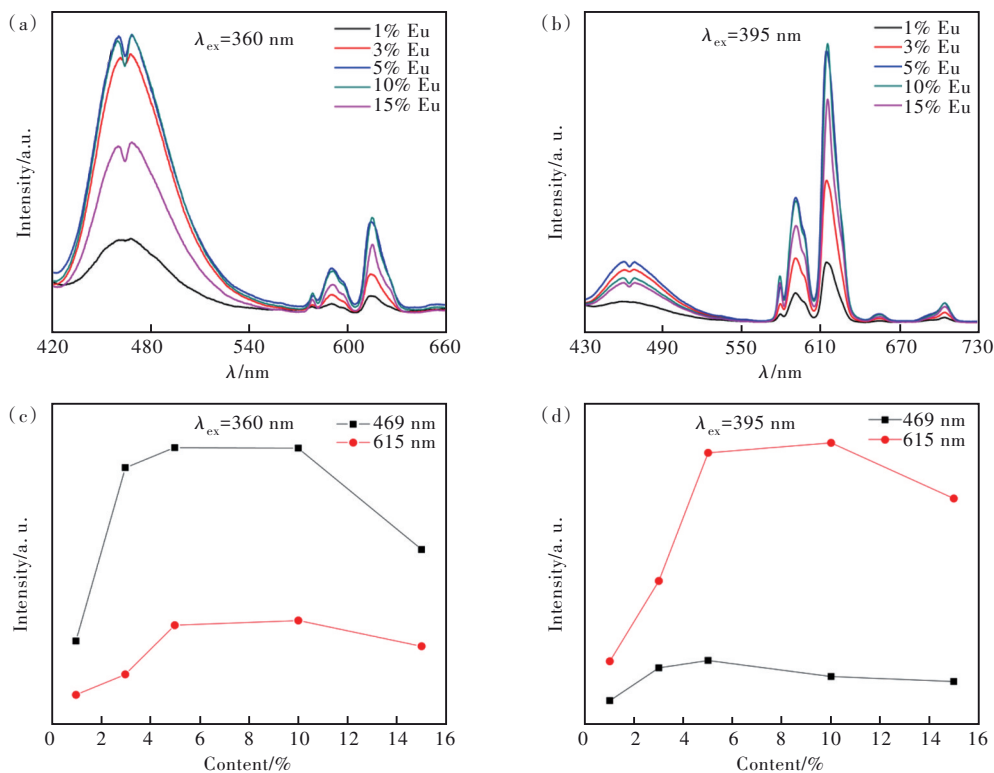 (a)
λex=360 nm
1% Eu
3% Eu
5% Eu
10% Eu
15% Eu
Intensity/a.u.
420 480 540 600 660
λ/nm
(b)
λex=395 nm
1% Eu
3% Eu
5% Eu
10% Eu
15% Eu
Intensity/a.u.
430 490 550 610 670 730
λ/nm
(c)
λex=360 nm
469 nm
615 nm
Intensity/a. u.
0 2 4 6 8 10 12 14 16
Content/%
(d)
λex=395 nm
469 nm
615 nm
Intensity/a. u.
0 2 4 6 8 10 12 14 16
Content/%